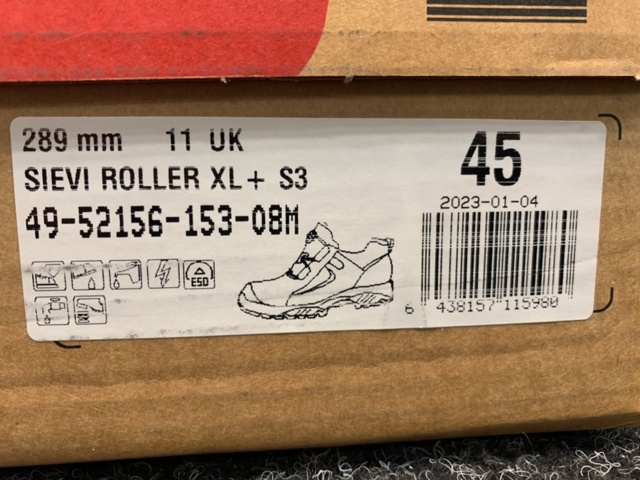 289 mm 11 UK
SIEVI ROLLER XL+ S3
49-52156-153-08M
ESD
45
2023-01-04
6 438157 115980